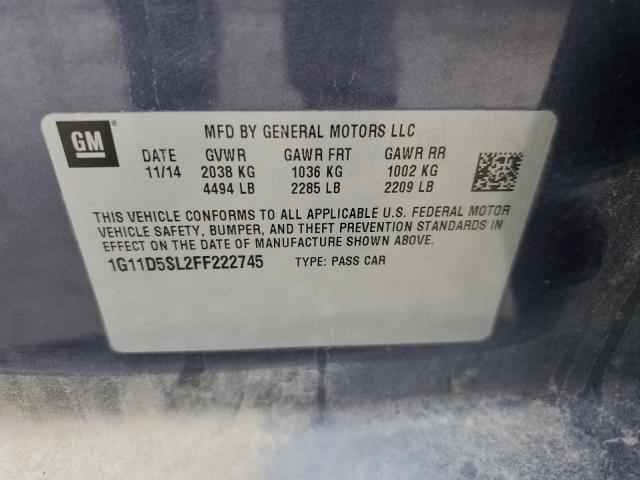 GM
MFD BY GENERAL MOTORS LLC
DATE GVWR GAWR FRT GAWR RR
11/14 2038 KG 1036 KG 1002 KG
4494 LB 2285 LB 2209 LB
THIS VEHICLE CONFORMS TO ALL APPLICABLE U.S. FEDERAL MOTOR
VEHICLE SAFETY, BUMPER, AND THEFT PREVENTION STANDARDS IN
EFFECT ON THE DATE OF MANUFACTURE SHOWN ABOVE.
1G11D5SL2FF222745 TYPE: PASS CAR